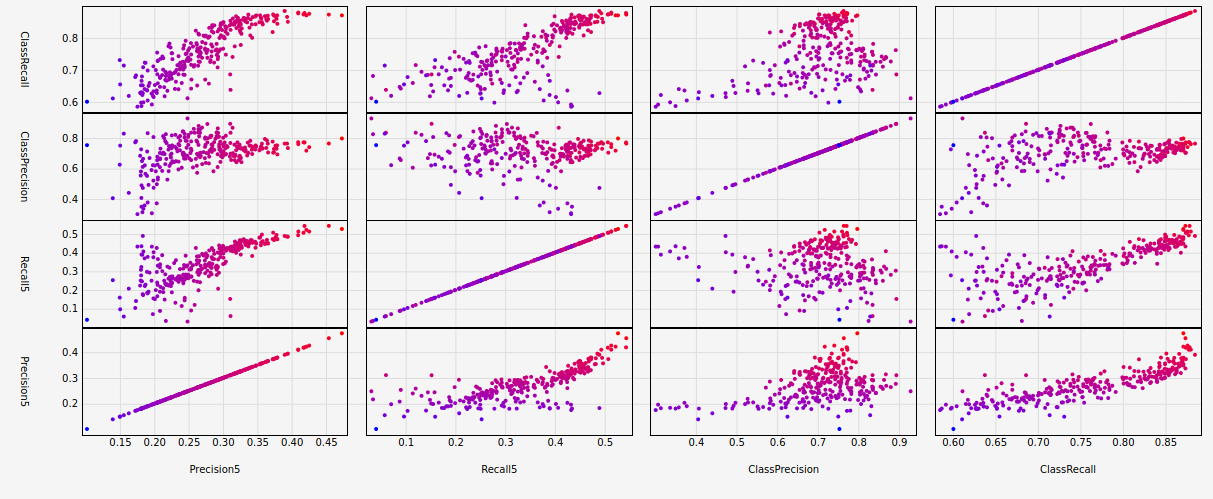 ClassRecall
0.8
0.7
0.6
ClassPrecision
0.8
0.6
0.4
Recall5
0.5
0.4
0.3
0.2
0.1
Precision5
0.4
0.3
0.2
0.15 0.20 0.25 0.30 0.35 0.40 0.45
0.1 0.2 0.3 0.4 0.5
0.4 0.5 0.6 0.7 0.8 0.9
0.60 0.65 0.70 0.75 0.80 0.85
Precision5 Recall5 ClassPrecision ClassRecall